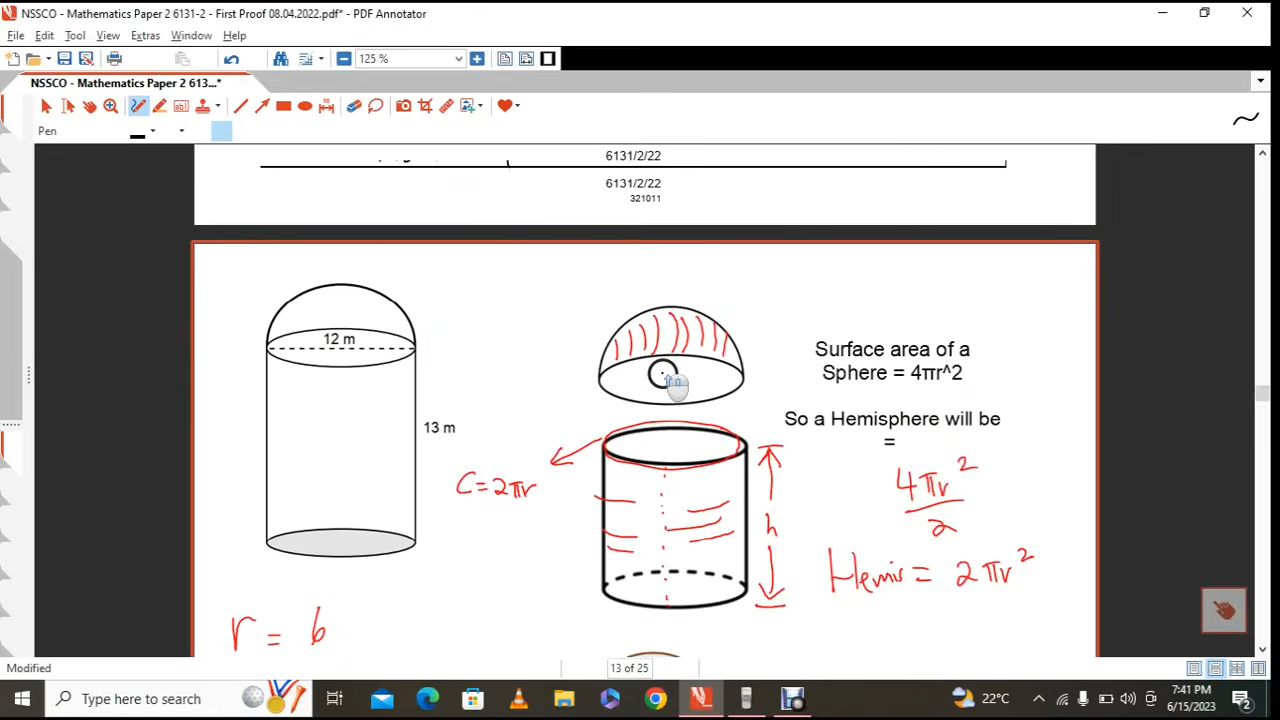 NSSCO - Mathematics Paper 2 6131-2 - First Proof 08.04.2022.pdf* - PDF Annotator
File Edit Tool View Extras Window Help
125 %
NSSCO - Mathematics Paper 2 613...*
Pen
6131/2/22
6131/2/22
321011
12 m
13 m
Surface area of a
Sphere = 4πr^2
So a Hemisphere will be
=
C = 2πr
h
4πr²
2
Hemis = 2πr²
r = 6
Modified
13 of 25
Type here to search
22°C
7:41 PM
6/15/2023
2